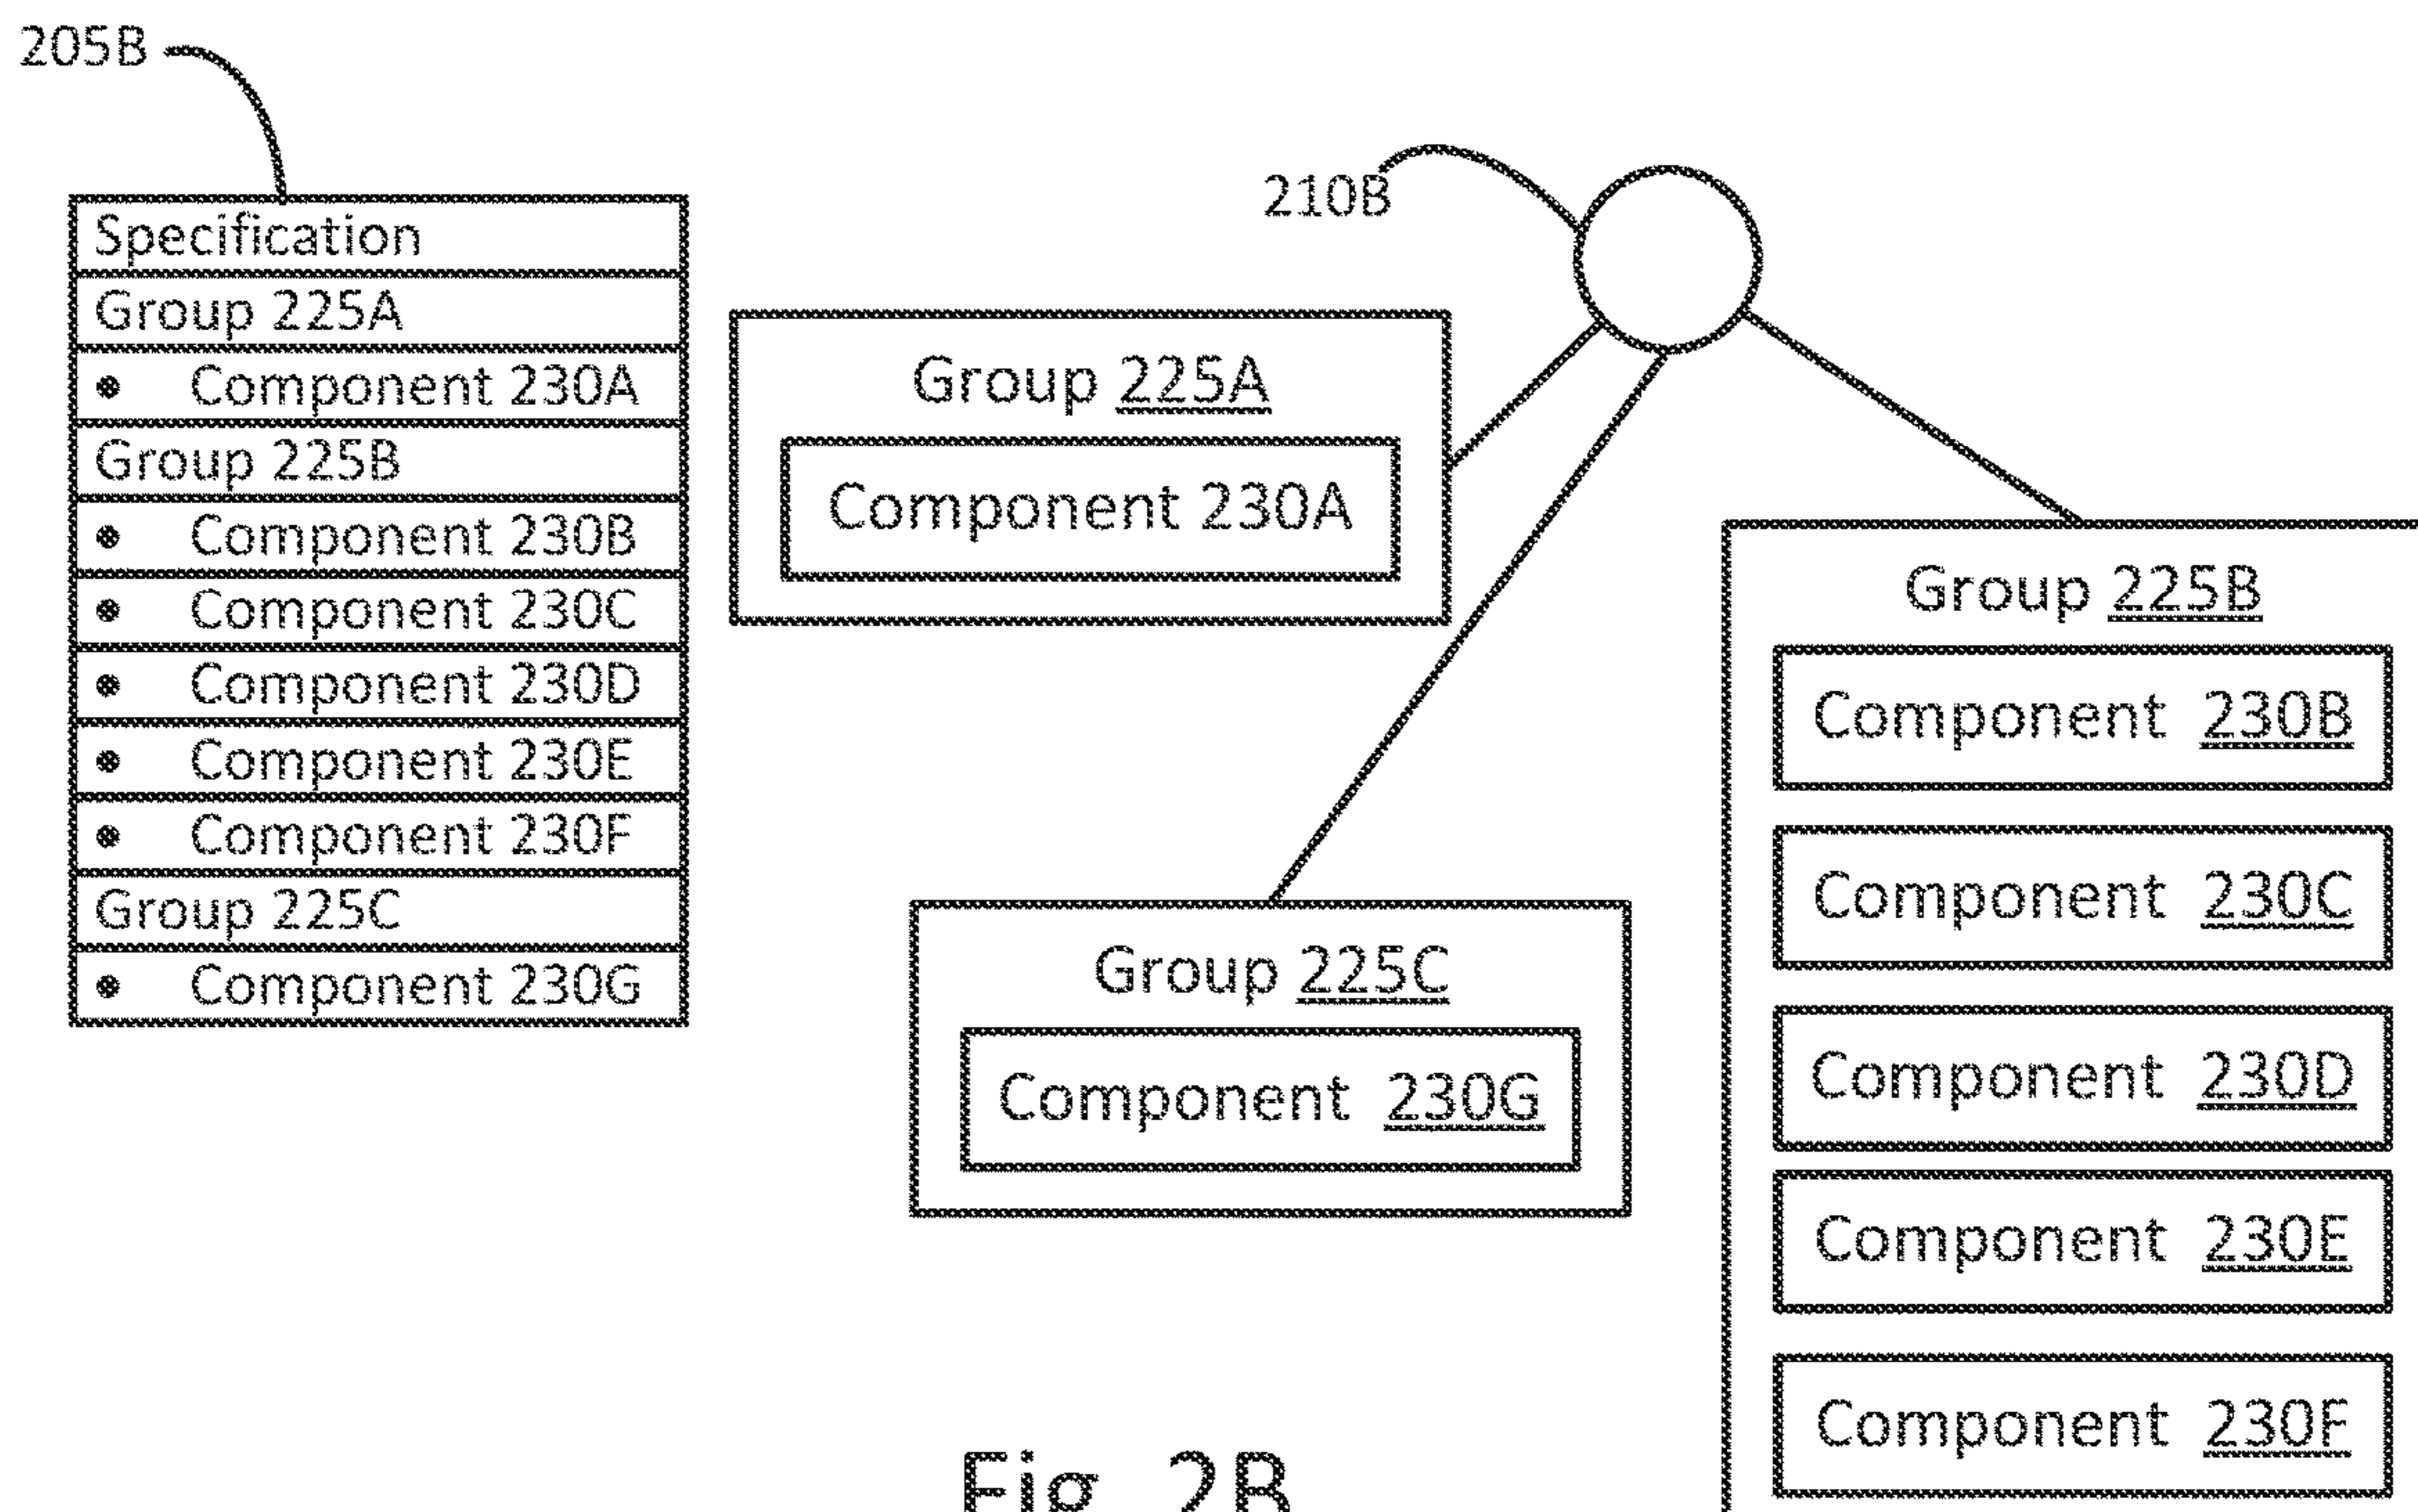 205B
Specification
Group 225A
• Component 230A
Group 225B
• Component 230B
• Component 230C
• Component 230D
• Component 230E
• Component 230F
Group 225C
• Component 230G
210B
Group 225A
Component 230A
Group 225B
Component 230B
Component 230C
Component 230D
Component 230E
Component 230F
Group 225C
Component 230G
Fig. 2B